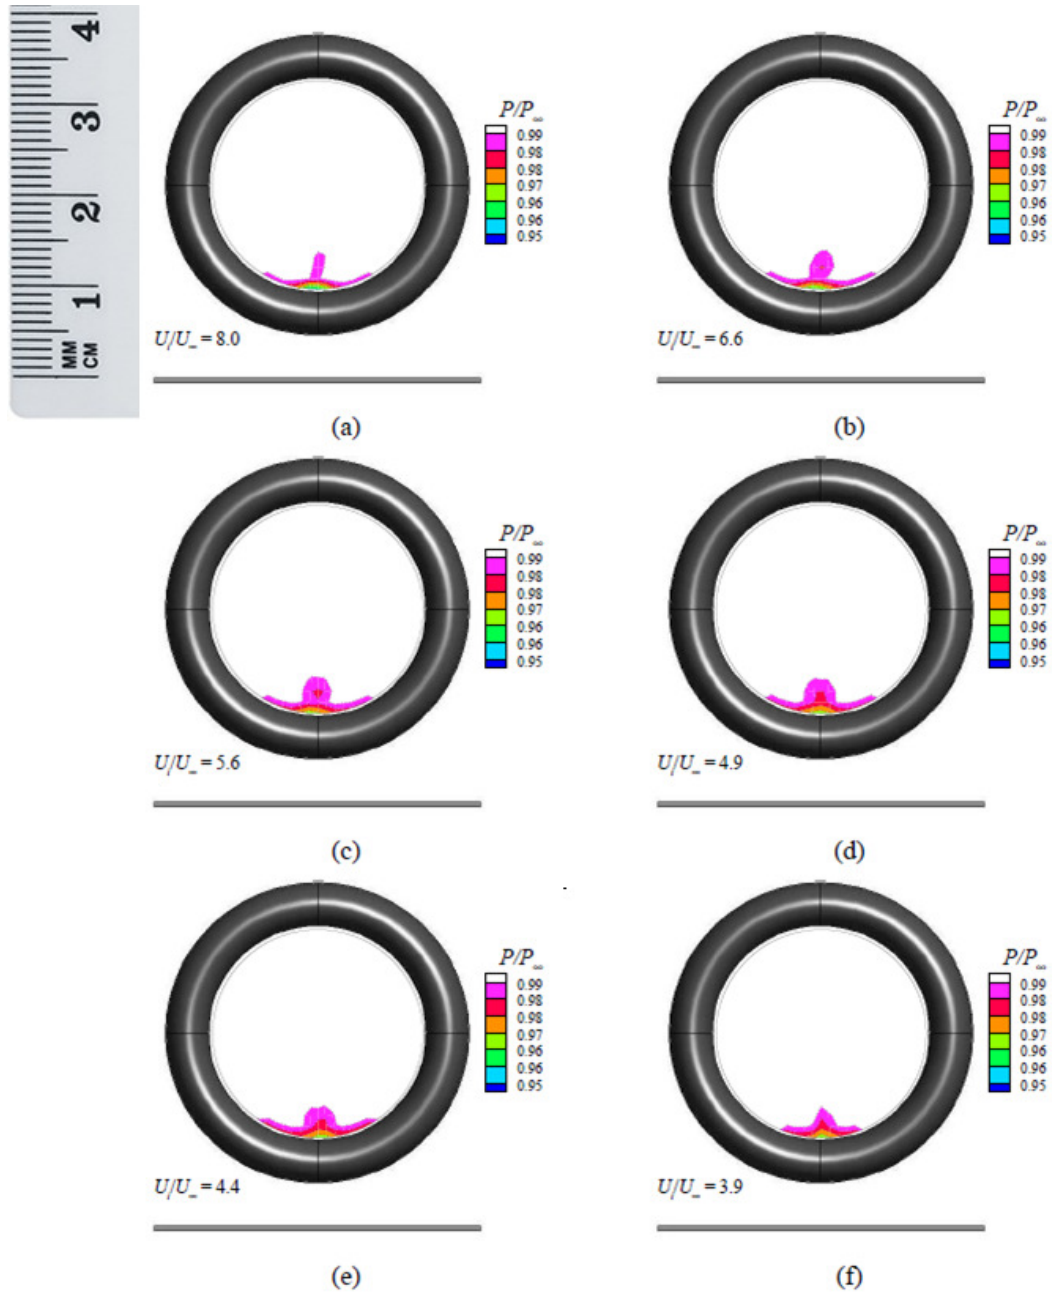 4
3
2
1
MM
CM
P/P∞
0.99
0.98
0.98
0.97
0.96
0.96
0.95
U/U∞ = 8.0
(a)
P/P∞
0.99
0.98
0.98
0.97
0.96
0.96
0.95
U/U∞ = 6.6
(b)
P/P∞
0.99
0.98
0.98
0.97
0.96
0.96
0.95
U/U∞ = 5.6
(c)
P/P∞
0.99
0.98
0.98
0.97
0.96
0.96
0.95
U/U∞ = 4.9
(d)
P/P∞
0.99
0.98
0.98
0.97
0.96
0.96
0.95
U/U∞ = 4.4
(e)
P/P∞
0.99
0.98
0.98
0.97
0.96
0.96
0.95
U/U∞ = 3.9
(f)